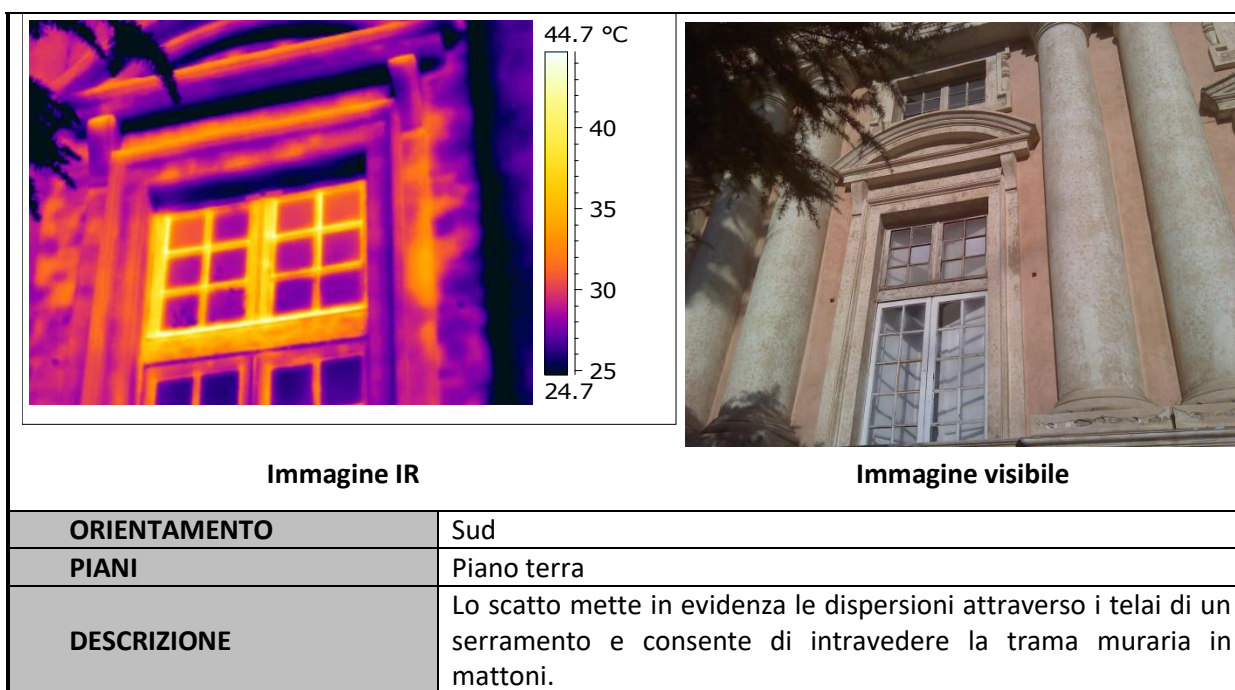 44.7 °C
40
35
30
25
24.7
Immagine IR Immagine visibile
ORIENTAMENTO Sud
PIANI Piano terra
DESCRIZIONE Lo scatto mette in evidenza le dispersioni attraverso i telai di un
serramento e consente di intravedere la trama muraria in
mattoni.